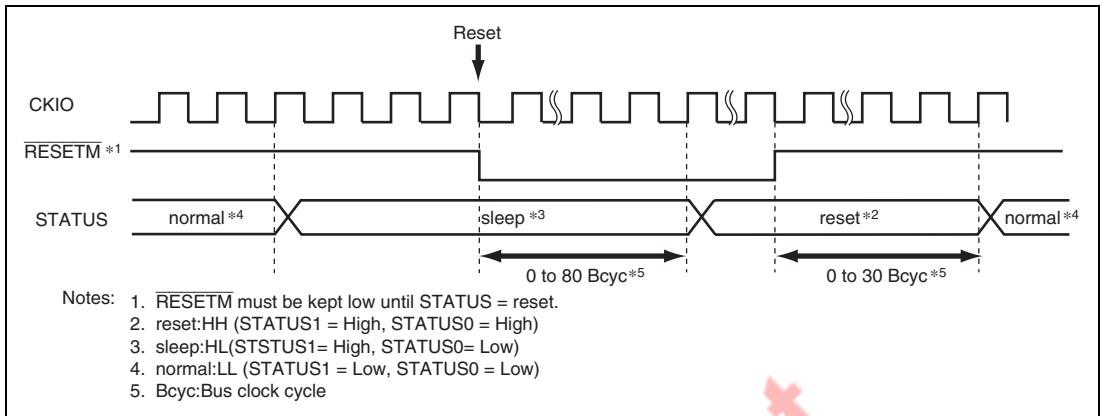 Reset
CKIO
RESETM *1
STATUS
normal *4
sleep *3
reset *2
normal *4
0 to 80 Bcyc *5
0 to 30 Bcyc *5
Notes: 1. RESETM must be kept low until STATUS = reset.
2. reset:HH (STATUS1 = High, STATUS0 = High)
3. sleep:HL(STSTUS1= High, STATUS0= Low)
4. normal:LL (STATUS1 = Low, STATUS0 = Low)
5. Bcyc:Bus clock cycle